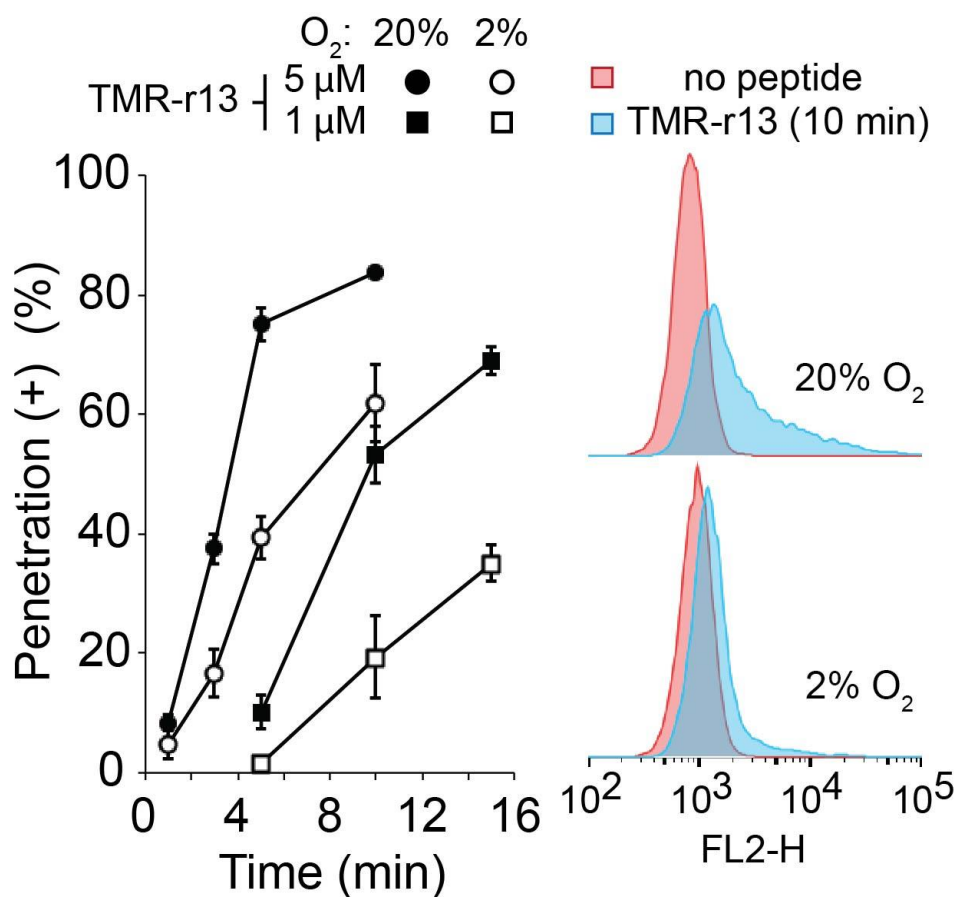 O₂: 20% 2%
TMR-r13
5 μM
1 μM
no peptide
TMR-r13 (10 min)
Penetration (+) (%)
100
80
60
40
20
0
0 4 8 12 16
Time (min)
20% O₂
2% O₂
10² 10³ 10⁴ 10⁵
FL2-H